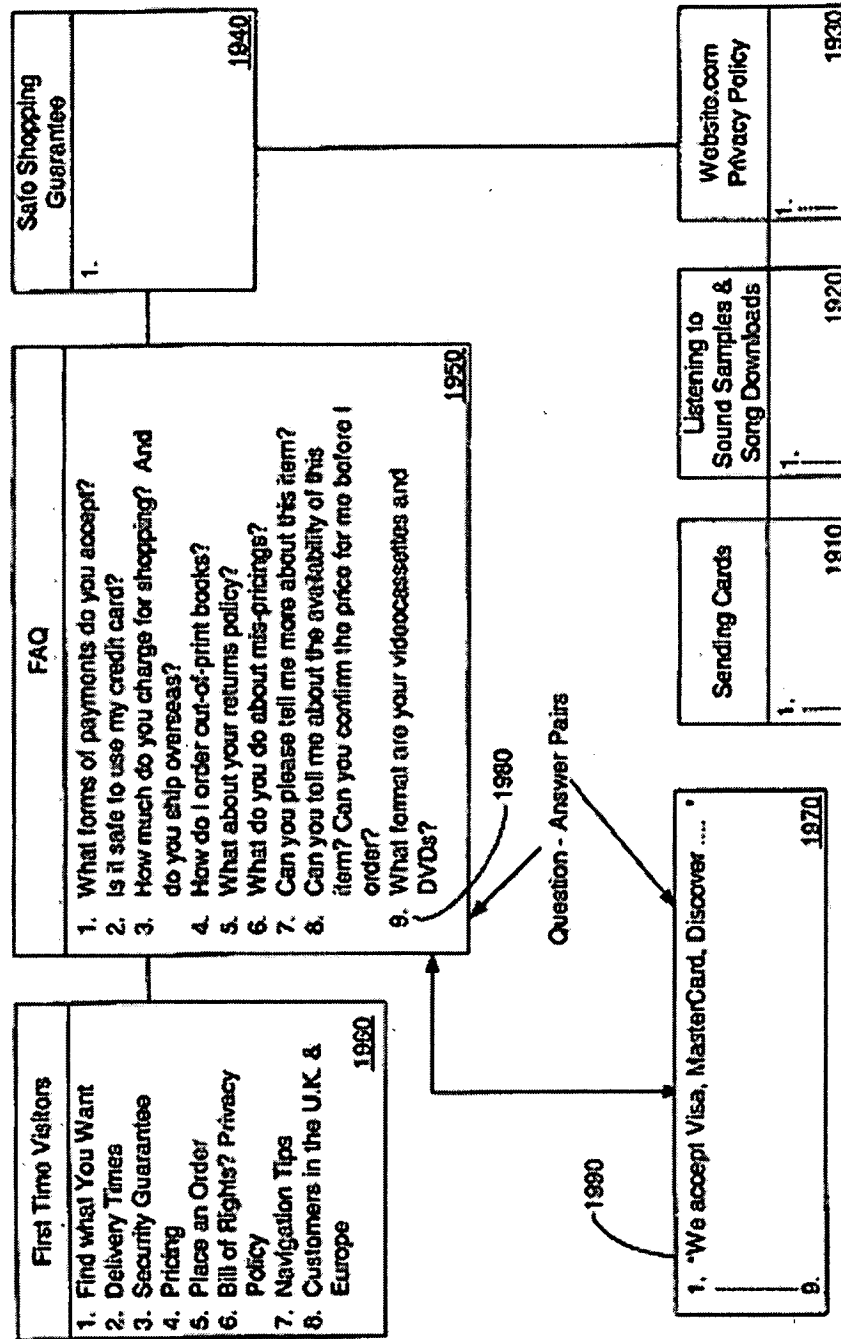 First Time Visitors
1. Find what You Want
2. Delivery Times
3. Security Guarantee
4. Pricing
5. Place an Order
6. Bill of Rights? Privacy
Policy
7. Navigation Tips
8. Customers in the U.K. &
Europe
1960
FAQ
1. What forms of payments do you accept?
2. Is it safe to use my credit card?
3. How much do you charge for shopping? And
do you ship overseas?
4. How do I order out-of-print books?
5. What about your returns policy?
6. What do you do about mis-pricings?
7. Can you please tell me more about this item?
8. Can you tell me about the availability of this
item? Can you confirm the price for me before I
order?
9. What format are your videocassettes and
DVDs?
1950
Safe Shopping
Guarantee
1.
1940
1980
Question - Answer Pairs
1990
1. "We accept Visa, MasterCard, Discover .... "
9.
1970
Sending Cards
1.
1910
Listening to
Sound Samples &
Song Downloads
1.
1920
Website.com
Privacy Policy
1.
1930